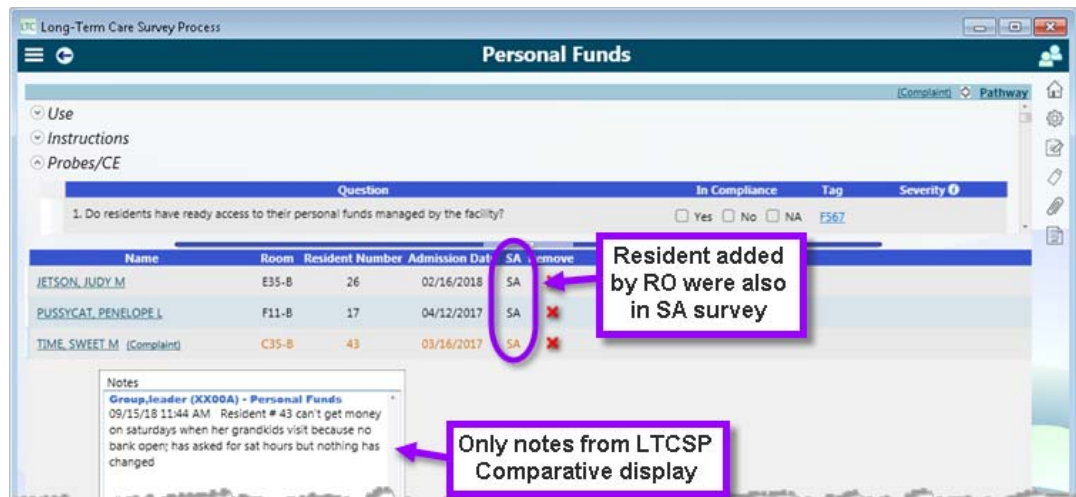 LTC Long-Term Care Survey Process
Personal Funds
(Complaint) Pathway
Use
Instructions
Probes/CE
Question In Compliance Tag Severity
1. Do residents have ready access to their personal funds managed by the facility? Yes No NA F567
Name Room Resident Number Admission Date SA Remove
JETSON, JUDY M E35-B 26 02/16/2018 SA
PUSSYCAT, PENELOPE L F11-B 17 04/12/2017 SA
TIME, SWEET M (Complaint) C35-B 43 03/16/2017 SA
Resident added
by RO were also
in SA survey
Notes
Group,leader (XX00A) - Personal Funds
09/15/18 11:44 AM Resident # 43 can't get money
on saturdays when her grandkids visit because no
bank open; has asked for sat hours but nothing has
changed
Only notes from LTCSP
Comparative display